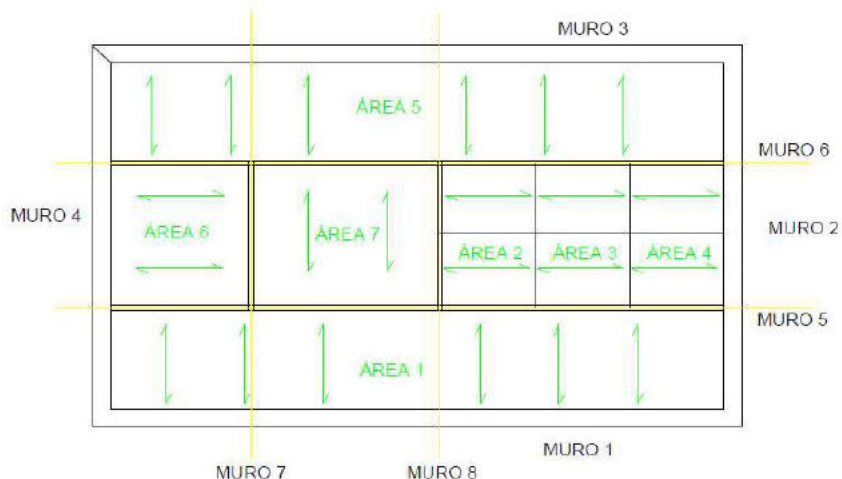 MURO 3
ÁREA 5
MURO 6
MURO 4
ÁREA 6
ÁREA 7
ÁREA 2
ÁREA 3
ÁREA 4
MURO 2
MURO 5
ÁREA 1
MURO 1
MURO 7
MURO 8